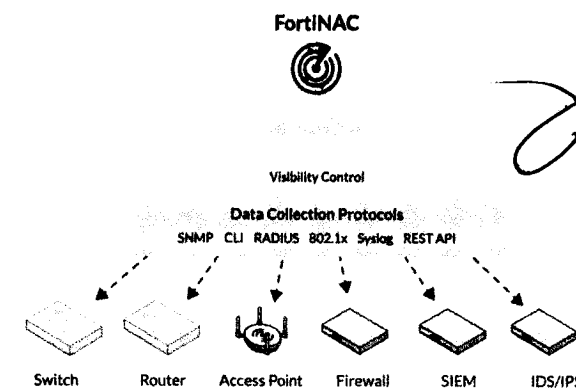 FortiNAC
Visibility Control
Data Collection Protocols
SNMP CLI RADIUS 802.1x Syslog REST API
Switch Router Access Point Firewall SIEM IDS/IPS